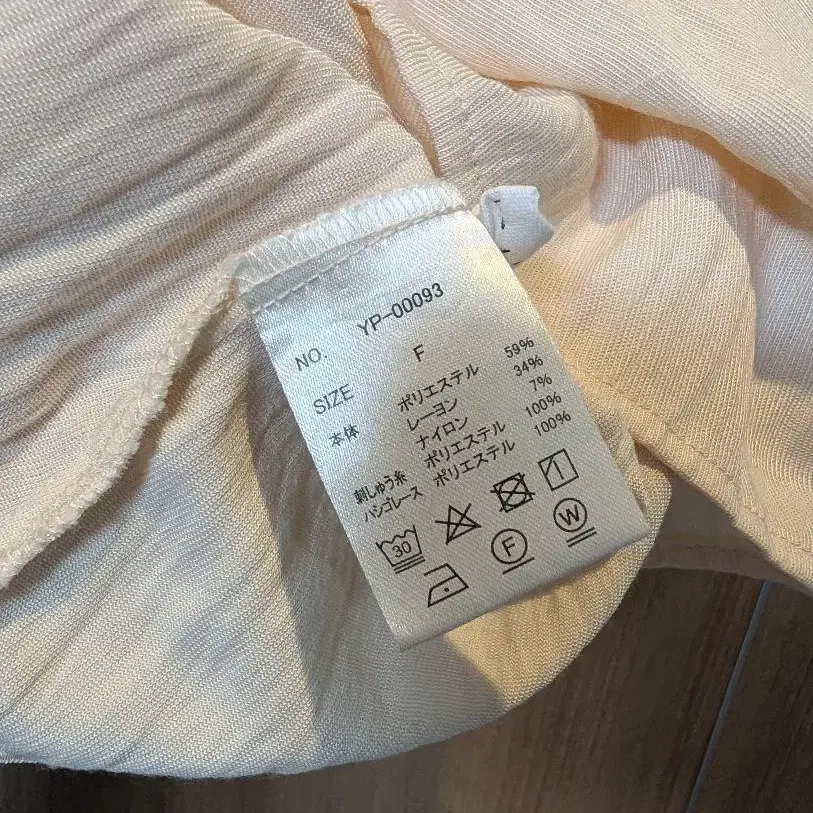 NO. YP-00093
SIZE F
本体 ポリエステル 59%
レーヨン 34%
ナイロン 7%
刺しゅう糸 ポリエステル 100%
ハシゴレース ポリエステル 100%
30
F
W